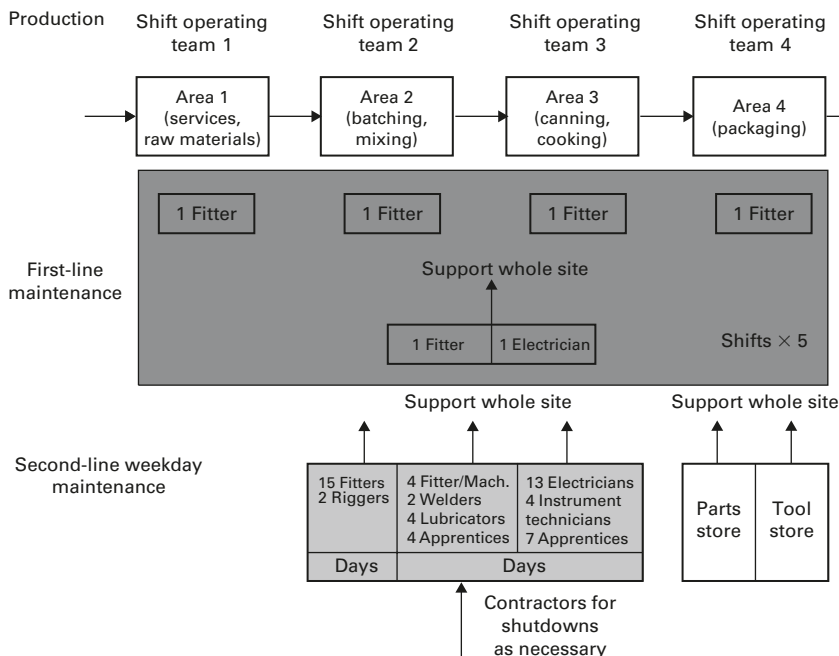 Production
Shift operating
team 1
Shift operating
team 2
Shift operating
team 3
Shift operating
team 4
Area 1
(services,
raw materials)
Area 2
(batching,
mixing)
Area 3
(canning,
cooking)
Area 4
(packaging)
First-line
maintenance
1 Fitter
1 Fitter
1 Fitter
1 Fitter
Support whole site
1 Fitter
1 Electrician
Shifts × 5
Support whole site
Support whole site
Second-line weekday
maintenance
15 Fitters
2 Riggers
4 Fitter/Mach.
2 Welders
4 Lubricators
4 Apprentices
13 Electricians
4 Instrument
technicians
7 Apprentices
Days
Days
Parts
store
Tool
store
Contractors for
shutdowns
as necessary